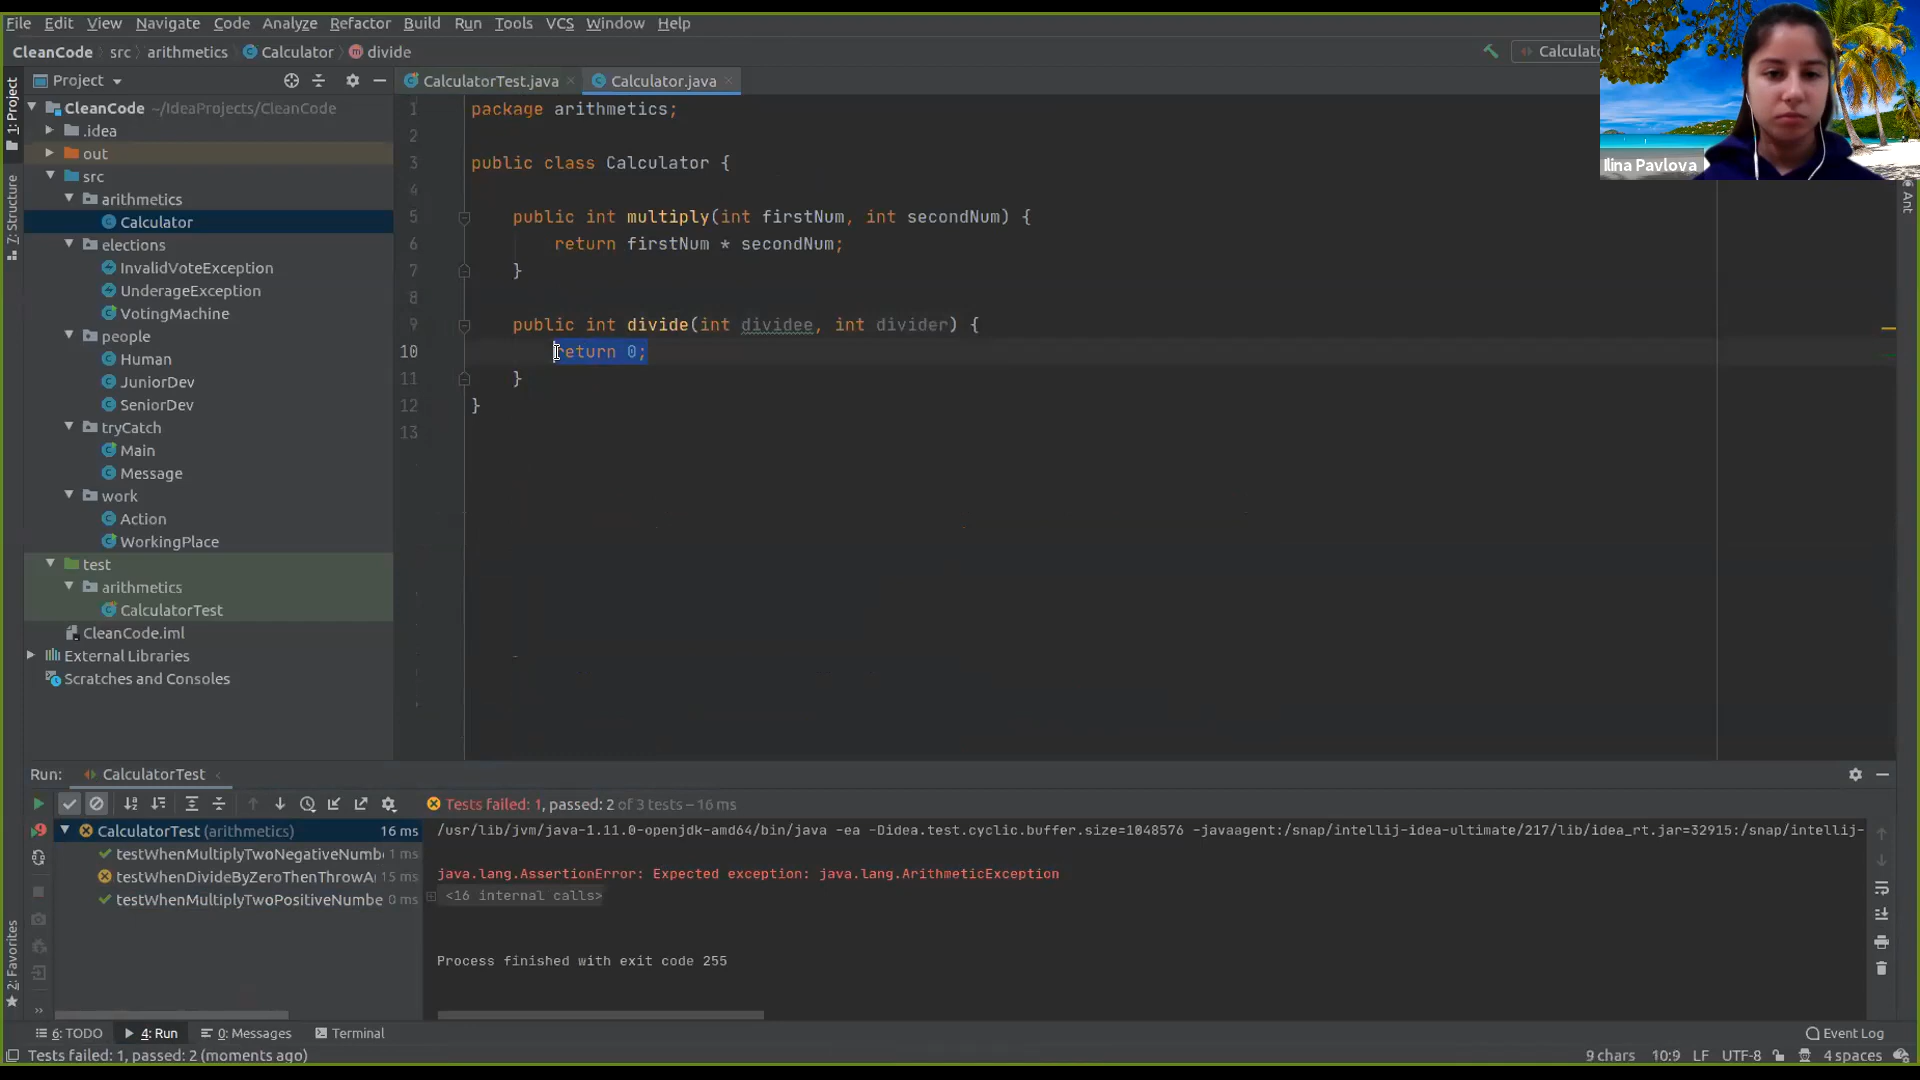 File Edit View Navigate Code Analyze Refactor Build Run Tools VCS Window Help
CleanCode src arithmetics Calculator divide
Calculat
Ilina Pavlova
Project
CalculatorTest.java
Calculator.java
1: Project
7: Structure
2: Favorites
Ant
CleanCode ~/IdeaProjects/CleanCode
.idea
out
src
arithmetics
Calculator
elections
InvalidVoteException
UnderageException
VotingMachine
people
Human
JuniorDev
SeniorDev
tryCatch
Main
Message
work
Action
WorkingPlace
test
arithmetics
CalculatorTest
CleanCode.iml
External Libraries
Scratches and Consoles
1 package arithmetics;
2
3 public class Calculator {
4
5 public int multiply(int firstNum, int secondNum) {
6 return firstNum * secondNum;
7 }
8
9 public int divide(int dividee, int divider) {
10 return 0;
11 }
12 }
13
Run: CalculatorTest
Tests failed: 1, passed: 2 of 3 tests – 16 ms
CalculatorTest (arithmetics) 16 ms
testWhenMultiplyTwoNegativeNumb 1 ms
testWhenDivideByZeroThenThrowA 15 ms
testWhenMultiplyTwoPositiveNumbe 0 ms
/usr/lib/jvm/java-1.11.0-openjdk-amd64/bin/java -ea -Didea.test.cyclic.buffer.size=1048576 -javaagent:/snap/intellij-idea-ultimate/217/lib/idea_rt.jar=32915:/snap/intellij-
java.lang.AssertionError: Expected exception: java.lang.ArithmeticException
<16 internal calls>
Process finished with exit code 255
6: TODO 4: Run 0: Messages Terminal Event Log
Tests failed: 1, passed: 2 (moments ago) 9 chars 10:9 LF UTF-8 4 spaces